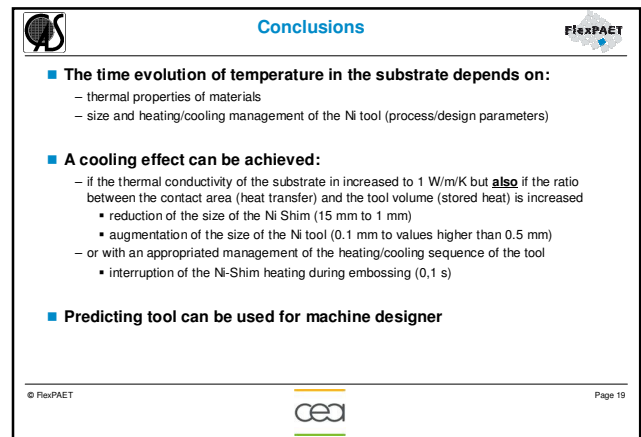 Conclusions
FlexPAET
■ The time evolution of temperature in the substrate depends on:
– thermal properties of materials
– size and heating/cooling management of the Ni tool (process/design parameters)
■ A cooling effect can be achieved:
– if the thermal conductivity of the substrate in increased to 1 W/m/K but also if the ratio
between the contact area (heat transfer) and the tool volume (stored heat) is increased
▪ reduction of the size of the Ni Shim (15 mm to 1 mm)
▪ augmentation of the size of the Ni tool (0.1 mm to values higher than 0.5 mm)
– or with an appropriated management of the heating/cooling sequence of the tool
▪ interruption of the Ni-Shim heating during embossing (0,1 s)
■ Predicting tool can be used for machine designer
© FlexPAET
cea
Page 19